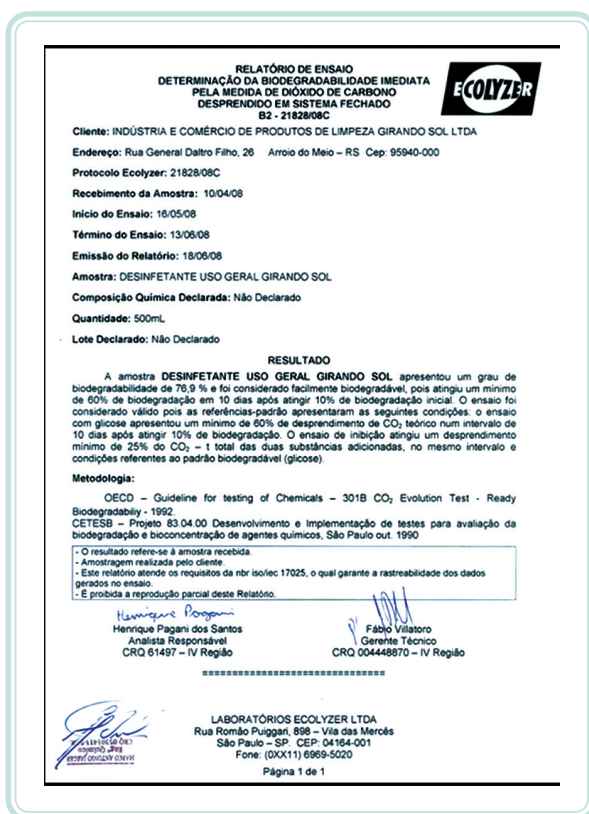 RELATÓRIO DE ENSAIO
DETERMINAÇÃO DA BIODEGRADABILIDADE IMEDIATA
PELA MEDIDA DE DIÓXIDO DE CARBONO
DESPRENDIDO EM SISTEMA FECHADO
B2 - 21828/08C
ECOLYZER
Cliente: INDÚSTRIA E COMÉRCIO DE PRODUTOS DE LIMPEZA GIRANDO SOL LTDA
Endereço: Rua General Daltro Filho, 26 Arroio do Meio – RS Cep: 95940-000
Protocolo Ecolyzer: 21828/08C
Recebimento da Amostra: 10/04/08
Início do Ensaio: 16/05/08
Término do Ensaio: 13/06/08
Emissão do Relatório: 18/06/08
Amostra: DESINFETANTE USO GERAL GIRANDO SOL
Composição Química Declarada: Não Declarado
Quantidade: 500mL
Lote Declarado: Não Declarado
RESULTADO
A amostra DESINFETANTE USO GERAL GIRANDO SOL apresentou um grau de
biodegradabilidade de 76,9 % e foi considerado facilmente biodegradável, pois atingiu um mínimo
de 60% de biodegradação em 10 dias após atingir 10% de biodegradação inicial. O ensaio foi
considerado válido pois as referências-padrão apresentaram as seguintes condições: o ensaio
com glicose apresentou um mínimo de 60% de desprendimento de CO₂ teórico num intervalo de
10 dias após atingir 10% de biodegradação. O ensaio de inibição atingiu um desprendimento
mínimo de 25% do CO₂ – t total das duas substâncias adicionadas, no mesmo intervalo e
condições referentes ao padrão biodegradável (glicose).
Metodologia:
OECD – Guideline for testing of Chemicals – 301B CO₂ Evolution Test - Ready
Biodegradabiliy - 1992.
CETESB – Projeto 83.04.00 Desenvolvimento e Implementação de testes para avaliação da
biodegradação e bioconcentração de agentes químicos, São Paulo out. 1990
- O resultado refere-se à amostra recebida.
- Amostragem realizada pelo cliente.
- Este relatório atende os requisitos da nbr iso/iec 17025, o qual garante a rastreabilidade dos dados
gerados no ensaio.
- É proibida a reprodução parcial deste Relatório.
Henrique Pagani
Henrique Pagani dos Santos
Analista Responsável
CRQ 61497 – IV Região
Fábio Villatoro
Gerente Técnico
CRQ 004448870 – IV Região
==============================
MARCO ANTONIO JAEGER
Engº Químico
LABORATÓRIOS ECOLYZER LTDA
Rua Romão Puiggari, 898 – Vila das Mercês
São Paulo – SP. CEP: 04164-001
Fone: (0XX11) 6969-5020
Página 1 de 1